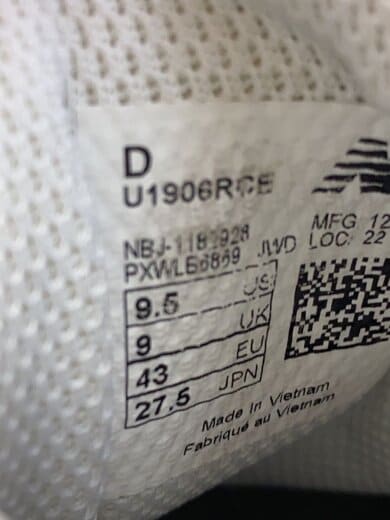 D
U1906RCE
NBJ-1181928
PXWLE6869 JWD
MFG 12
LOC: 22
9.5 US
9 UK
43 EU
27.5 JPN
Made In Vietnam
Fabriqué au Vietnam